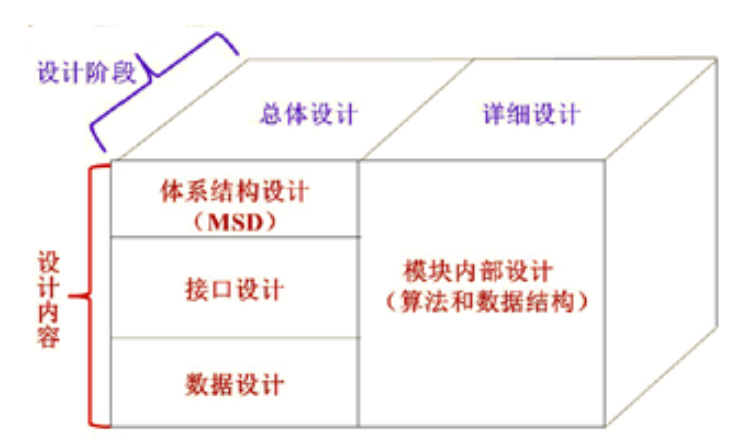 设计阶段
总体设计
详细设计
体系结构设计
（MSD）
接口设计
数据设计
设计内容
模块内部设计
（算法和数据结构）